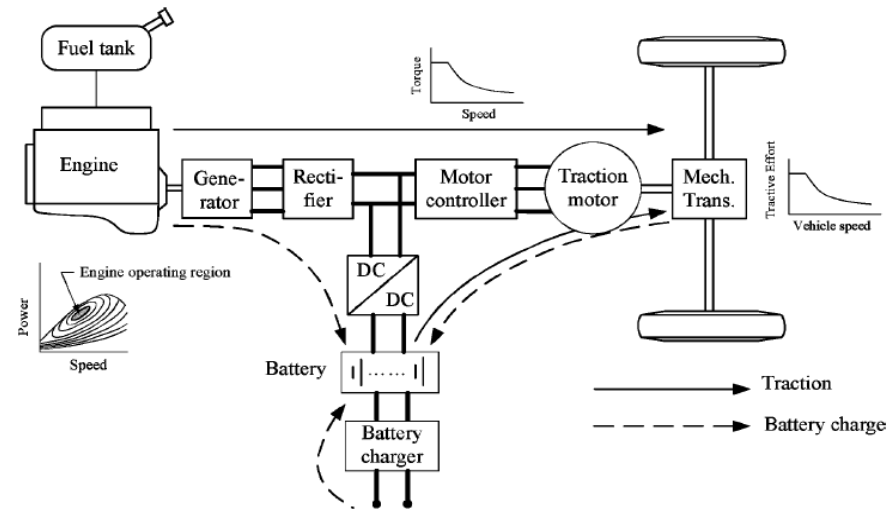 Fuel tank
Torque
Speed
Engine
Gene-
rator
Recti-
fier
Motor
controller
Traction
motor
Mech.
Trans.
Tractive Effort
Vehicle speed
DC
DC
Engine operating region
Power
Speed
Battery
Traction
Battery charge
Battery
charger